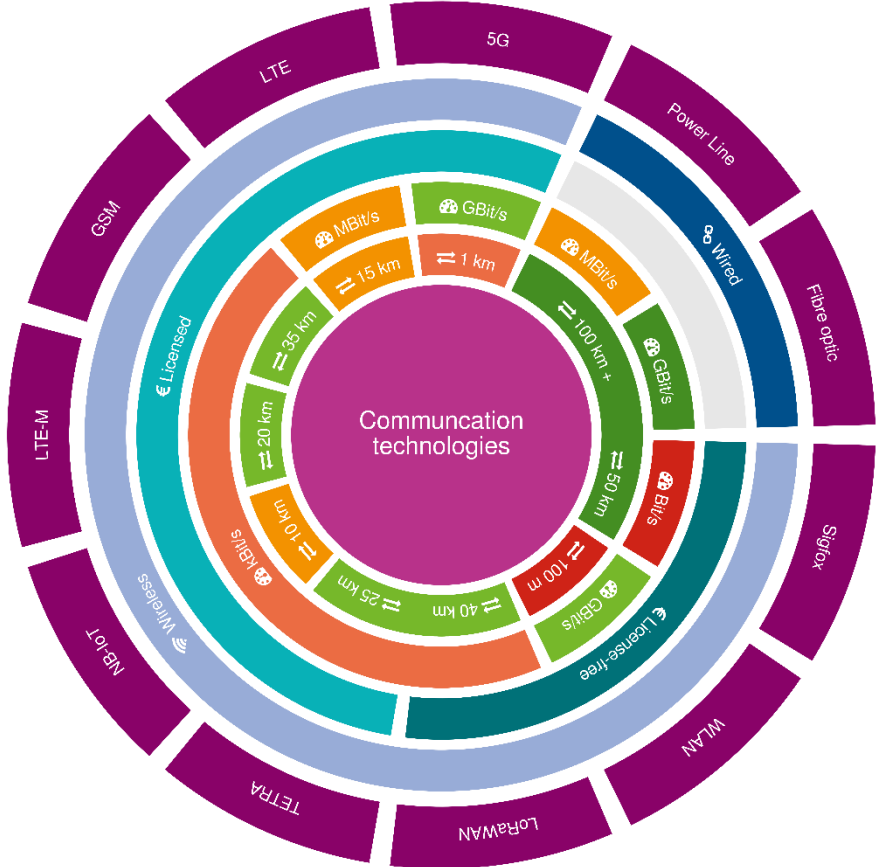 5G
Power Line
Fibre optic
Sigfox
WLAN
LoRaWAN
TETRA
NB-IoT
LTE-M
GSM
LTE
Wired
Wireless
€ Licensed
€ License-free
GBit/s
MBit/s
GBit/s
Bit/s
GBit/s
kBit/s
MBit/s
1 km
100 km +
50 km
100 m
40 km
25 km
10 km
20 km
35 km
15 km
Communcation
technologies